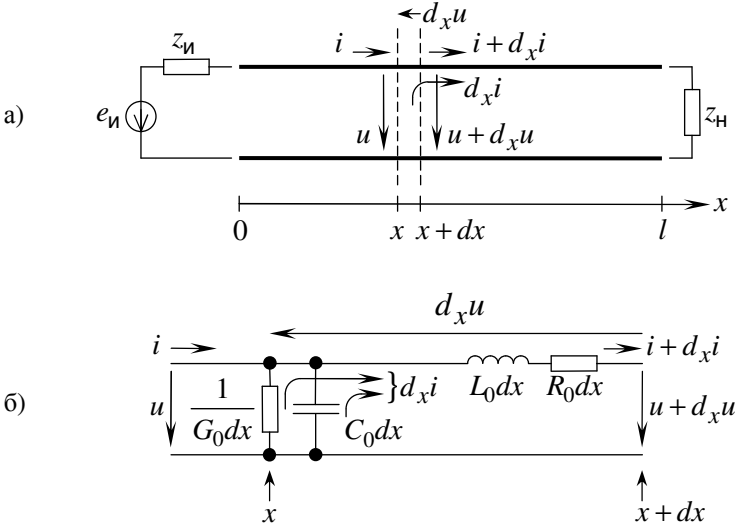 d_x u
z_и i i + d_x i
d_x i
а) e_и u u + d_x u z_н
0 x x + dx l x
d_x u
i i + d_x i
б) u 1/(G_0 dx) C_0 dx } d_x i L_0 dx R_0 dx u + d_x u
x x + dx